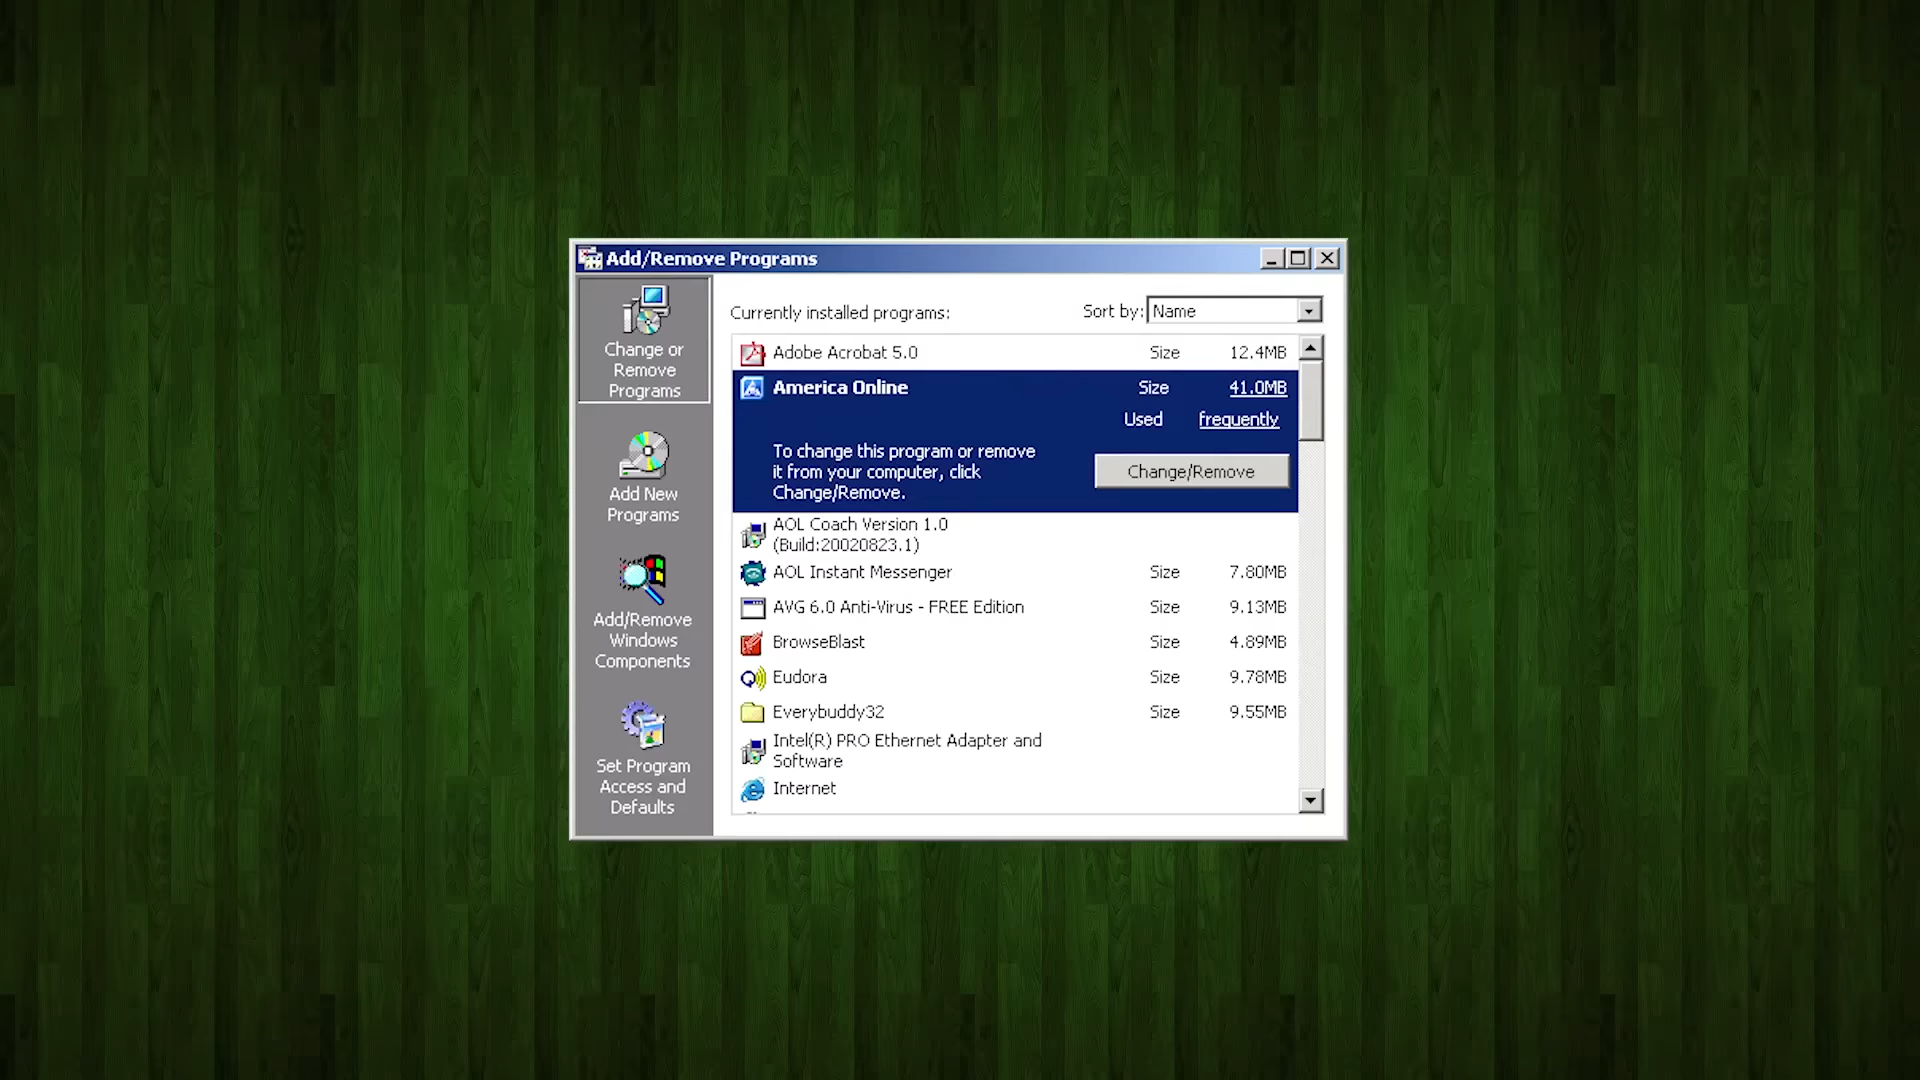 Add/Remove Programs
Change or
Remove
Programs
Add New
Programs
Add/Remove
Windows
Components
Set Program
Access and
Defaults
Currently installed programs:
Sort by: Name
Adobe Acrobat 5.0 Size 12.4MB
America Online Size 41.0MB
Used frequently
To change this program or remove
it from your computer, click
Change/Remove.
Change/Remove
AOL Coach Version 1.0
(Build:20020823.1)
AOL Instant Messenger Size 7.80MB
AVG 6.0 Anti-Virus - FREE Edition Size 9.13MB
BrowseBlast Size 4.89MB
Eudora Size 9.78MB
Everybuddy32 Size 9.55MB
Intel(R) PRO Ethernet Adapter and
Software
Internet